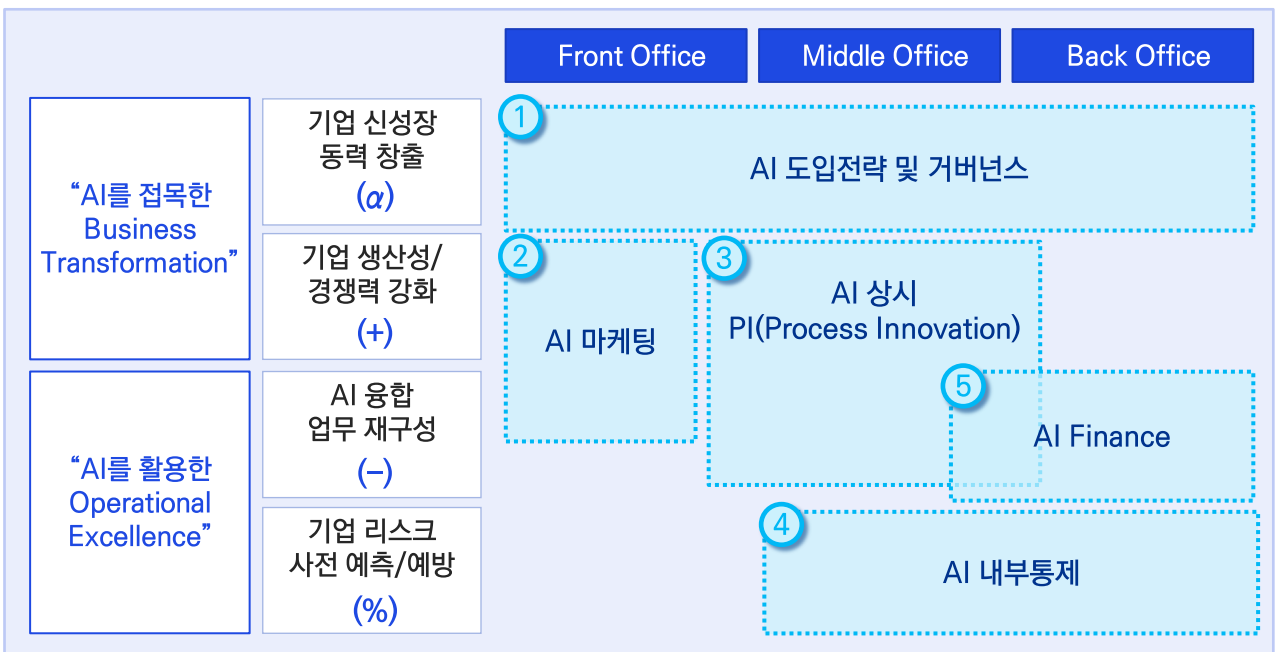 Front Office
Middle Office
Back Office
“AI를 접목한
Business
Transformation”
기업 신성장
동력 창출
(α)
기업 생산성/
경쟁력 강화
(+)
“AI를 활용한
Operational
Excellence”
AI 융합
업무 재구성
(–)
기업 리스크
사전 예측/예방
(%)
1
AI 도입전략 및 거버넌스
2
AI 마케팅
3
AI 상시
PI(Process Innovation)
5
AI Finance
4
AI 내부통제